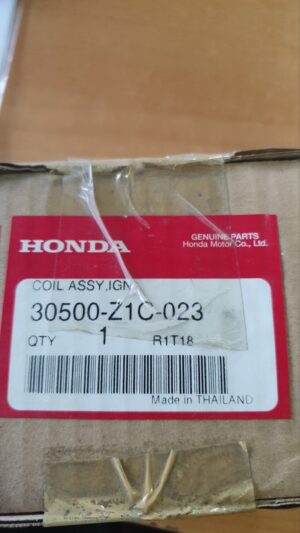 HONDA
GENUINE PARTS
Honda Motor Co., Ltd.
COIL ASSY,IGN
30500-Z1C-023
QTY 1 R1T18
Made in THAILAND